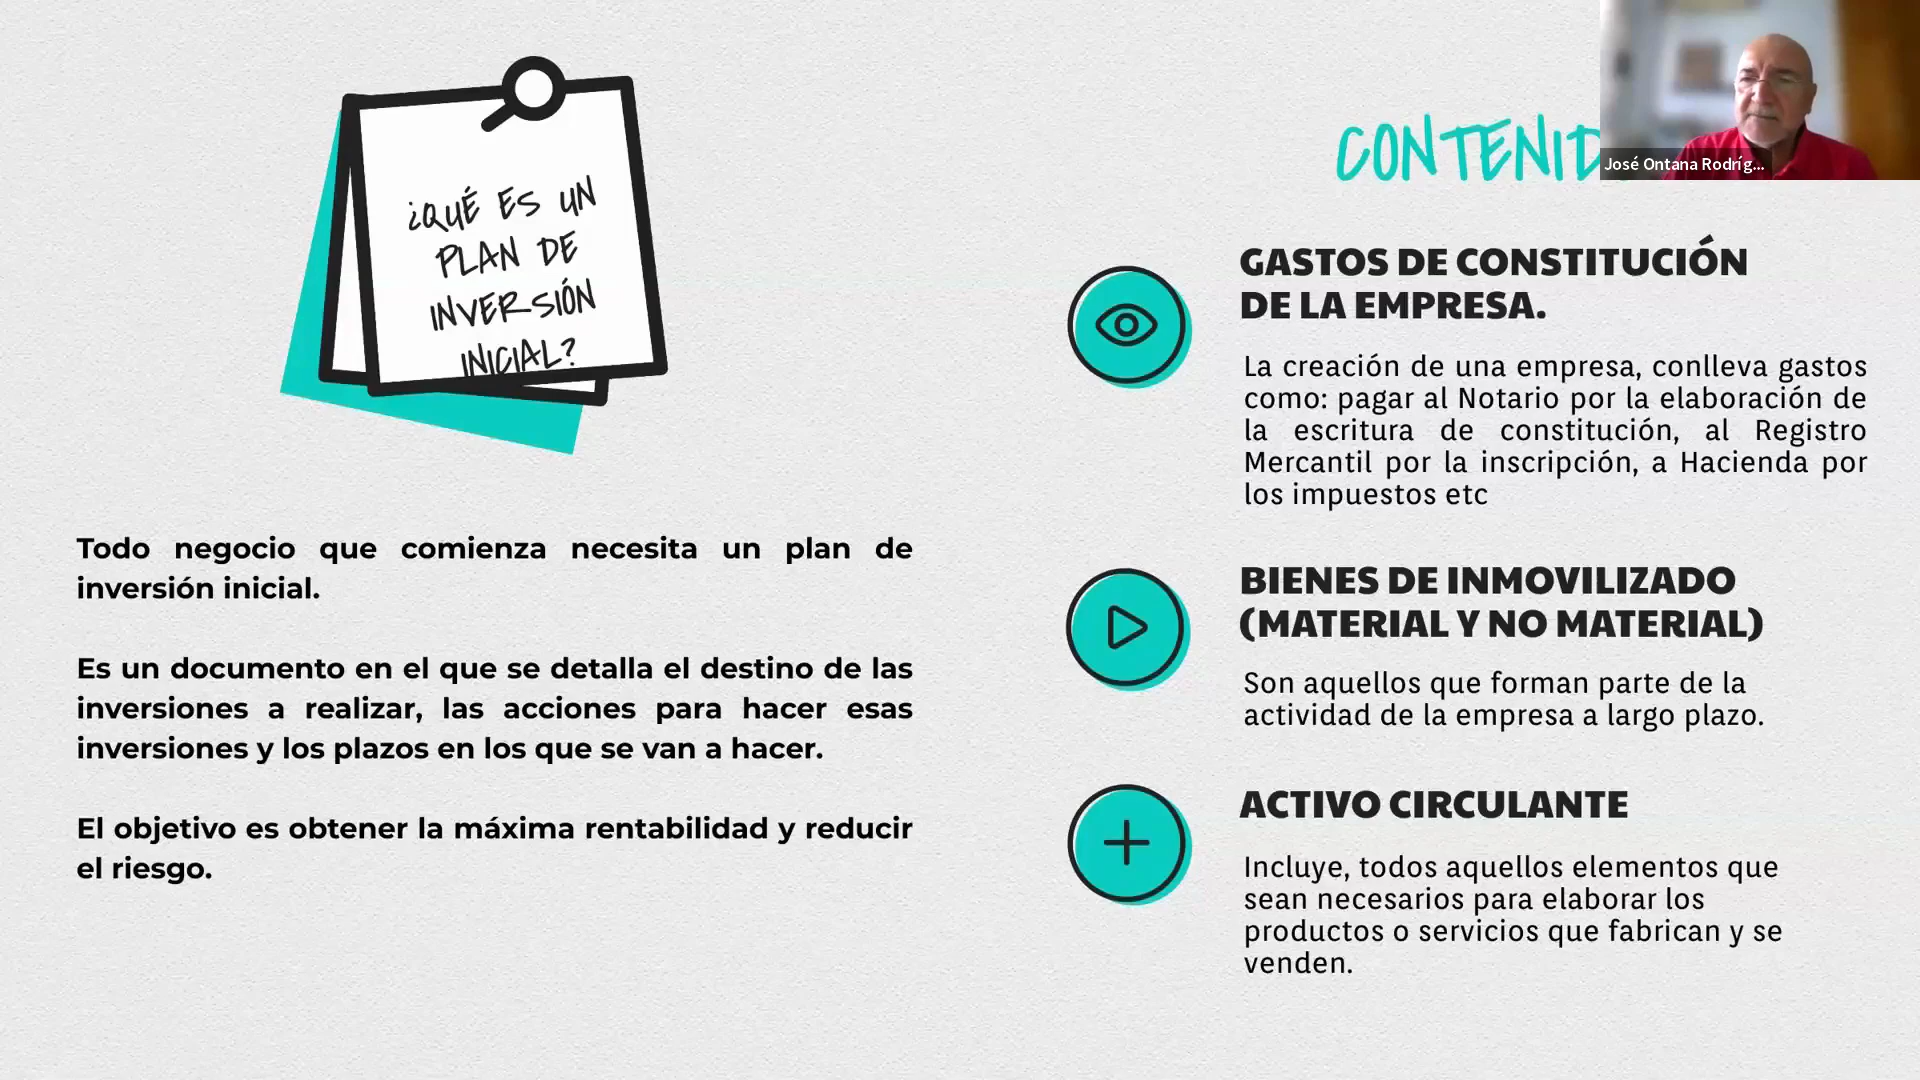 ¿QUÉ ES UN
PLAN DE
INVERSIÓN
INICIAL?
Todo negocio que comienza necesita un plan de
inversión inicial.
Es un documento en el que se detalla el destino de las
inversiones a realizar, las acciones para hacer esas
inversiones y los plazos en los que se van a hacer.
El objetivo es obtener la máxima rentabilidad y reducir
el riesgo.
CONTENID
José Ontana Rodríg...
GASTOS DE CONSTITUCIÓN
DE LA EMPRESA.
La creación de una empresa, conlleva gastos
como: pagar al Notario por la elaboración de
la escritura de constitución, al Registro
Mercantil por la inscripción, a Hacienda por
los impuestos etc
BIENES DE INMOVILIZADO
(MATERIAL Y NO MATERIAL)
Son aquellos que forman parte de la
actividad de la empresa a largo plazo.
ACTIVO CIRCULANTE
Incluye, todos aquellos elementos que
sean necesarios para elaborar los
productos o servicios que fabrican y se
venden.